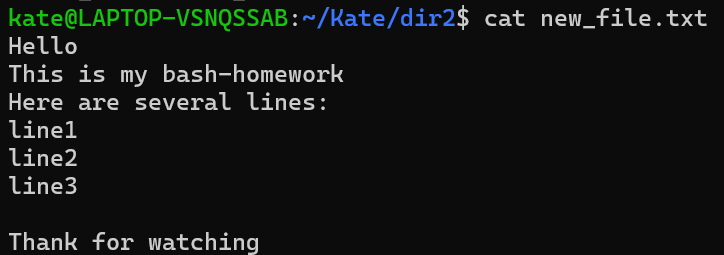 kate@LAPTOP-VSNQSSAB:~/Kate/dir2$ cat new_file.txt
Hello
This is my bash-homework
Here are several lines:
line1
line2
line3

Thank for watching